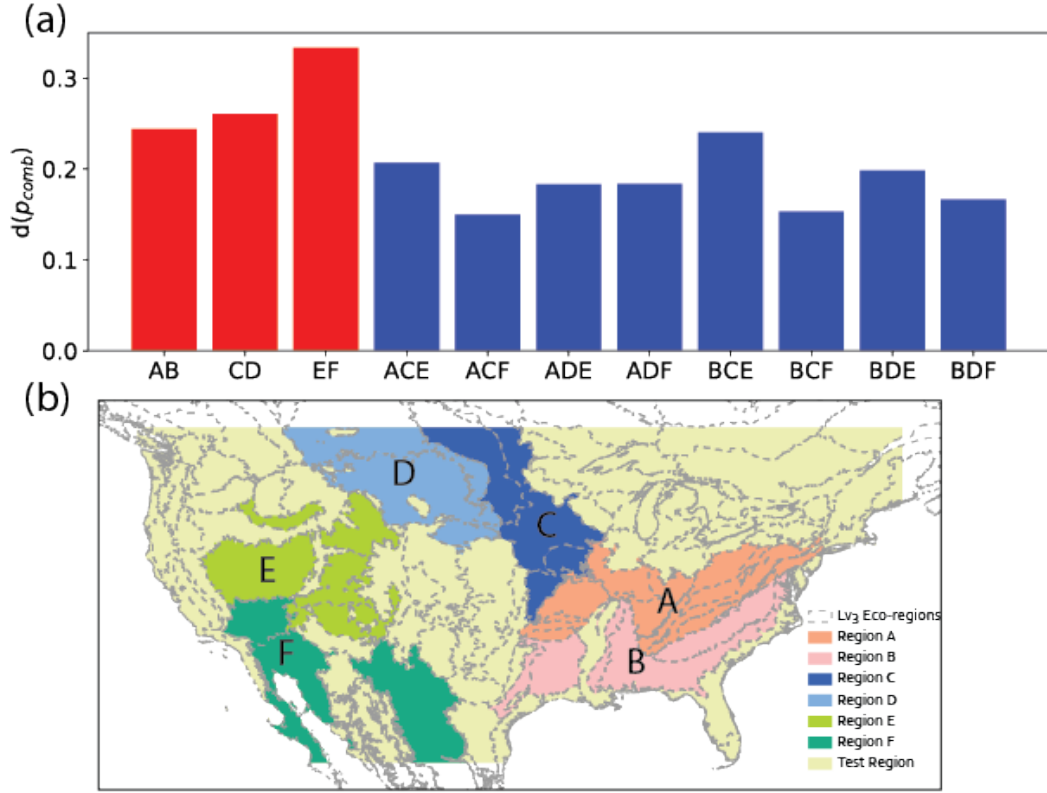 (a)
d(p_comb)
0.3
0.2
0.1
0.0
AB CD EF ACE ACF ADE ADF BCE BCF BDE BDF
(b)
D
C
E
A
F
B
Lv3 Eco-regions
Region A
Region B
Region C
Region D
Region E
Region F
Test Region